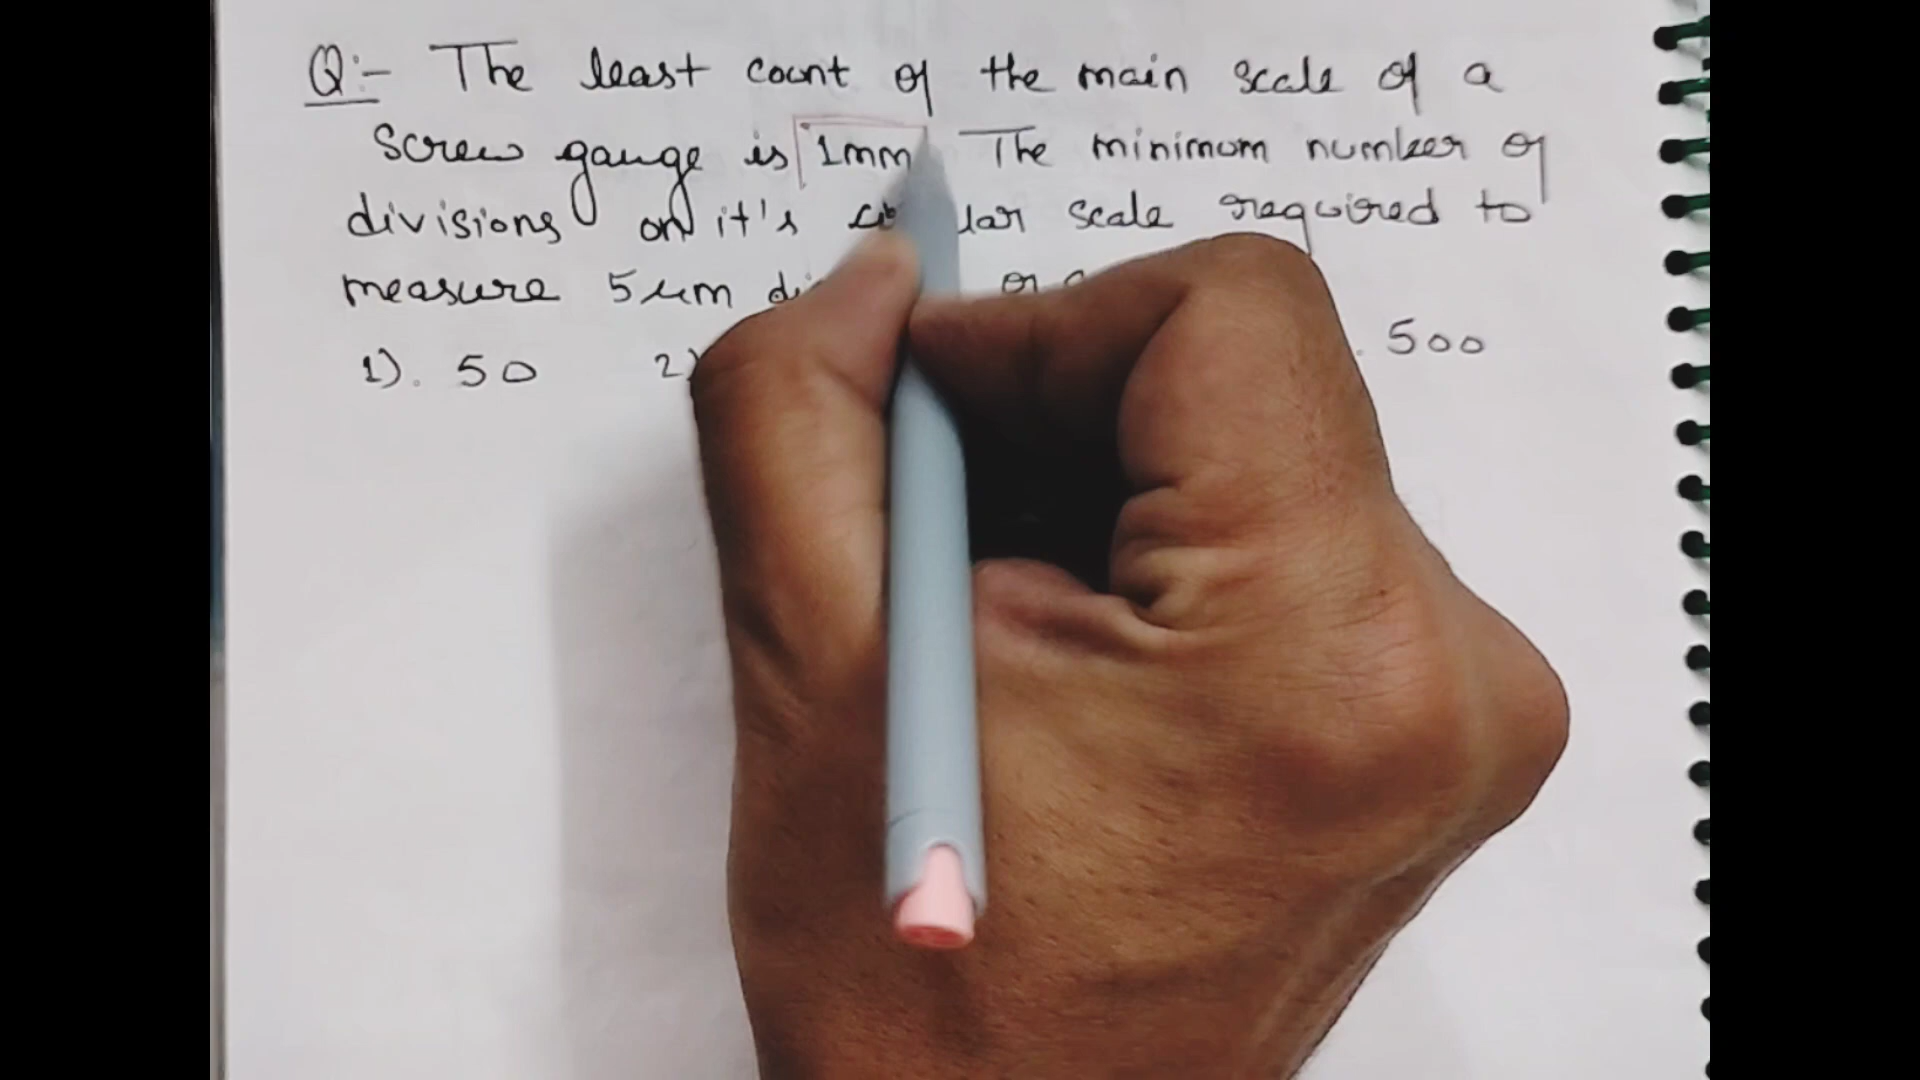 Q:- The least count of the main scale of a
screw gauge is 1mm The minimum number of
divisions on it's scale required to
measure 5μm
1). 50 2) 500